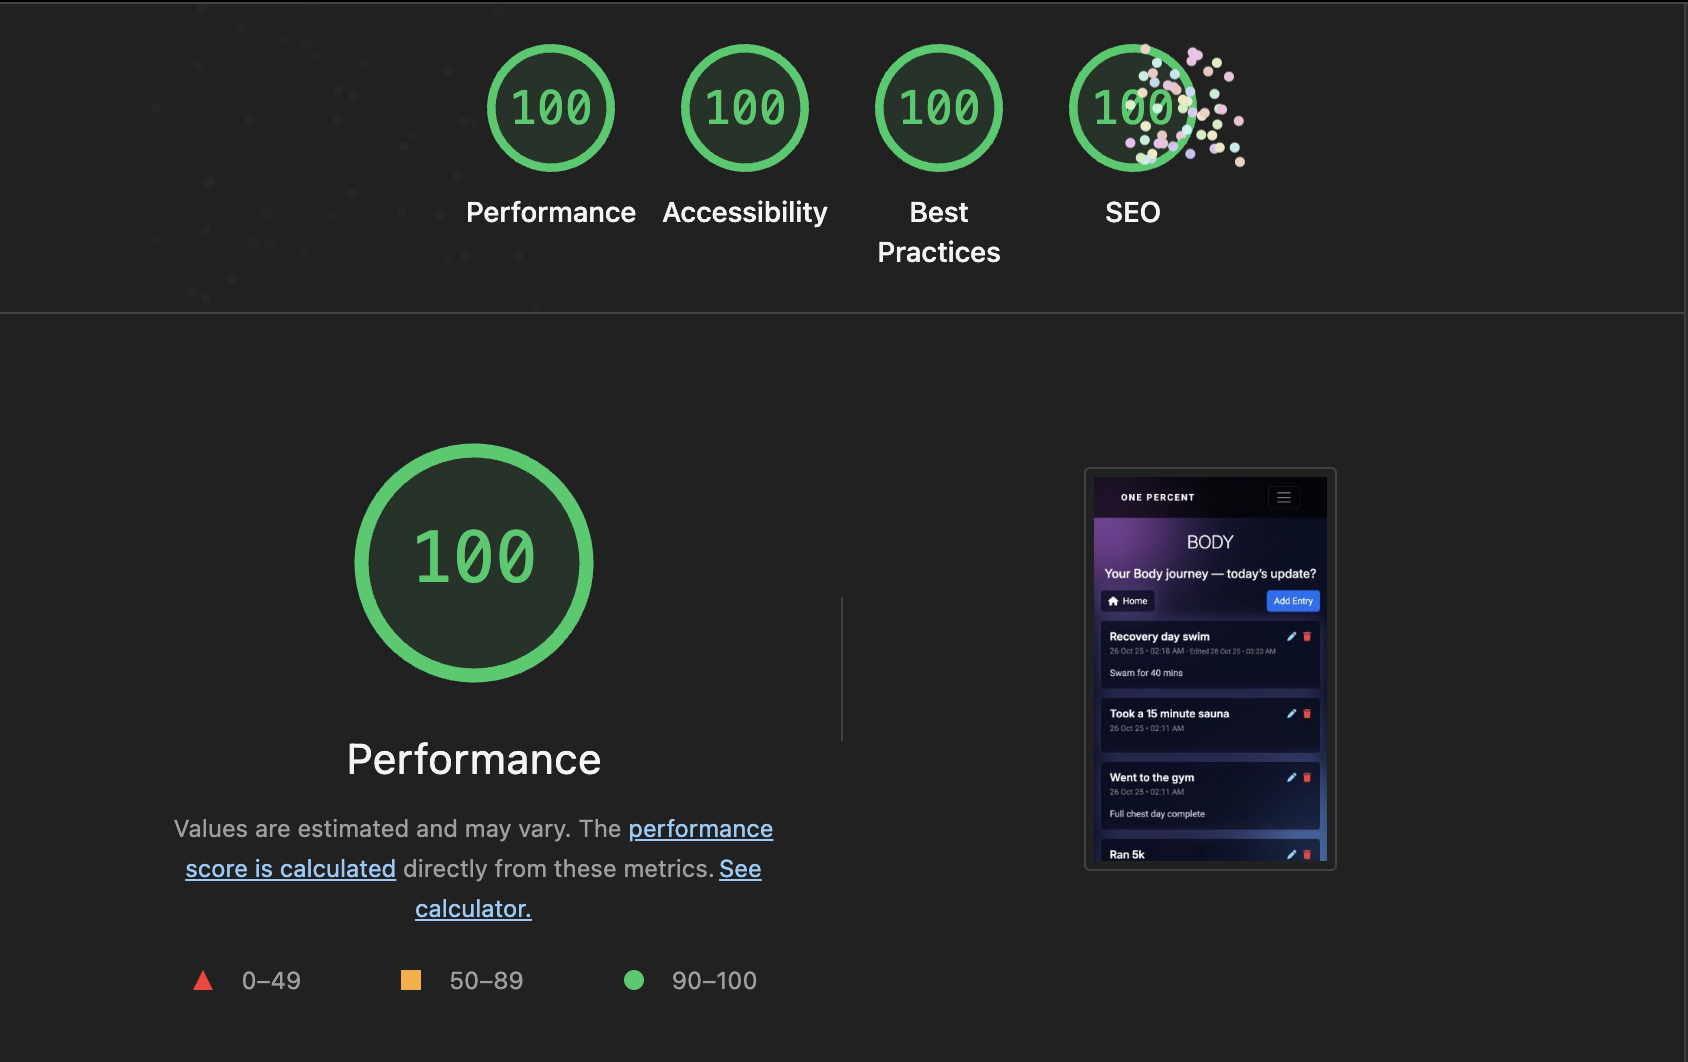 100
100
100
100
Performance
Accessibility
Best
Practices
SEO
100
Performance
Values are estimated and may vary. The performance
score is calculated directly from these metrics. See
calculator.
0–49
50–89
90–100
ONE PERCENT
BODY
Your Body journey — today's update?
Home
Add Entry
Recovery day swim
26 Oct 25 • 02:18 AM · Edited 28 Oct 25 • 03:23 AM
Swam for 40 mins
Took a 15 minute sauna
26 Oct 25 • 02:11 AM
Went to the gym
26 Oct 25 • 02:11 AM
Full chest day complete
Ran 5k